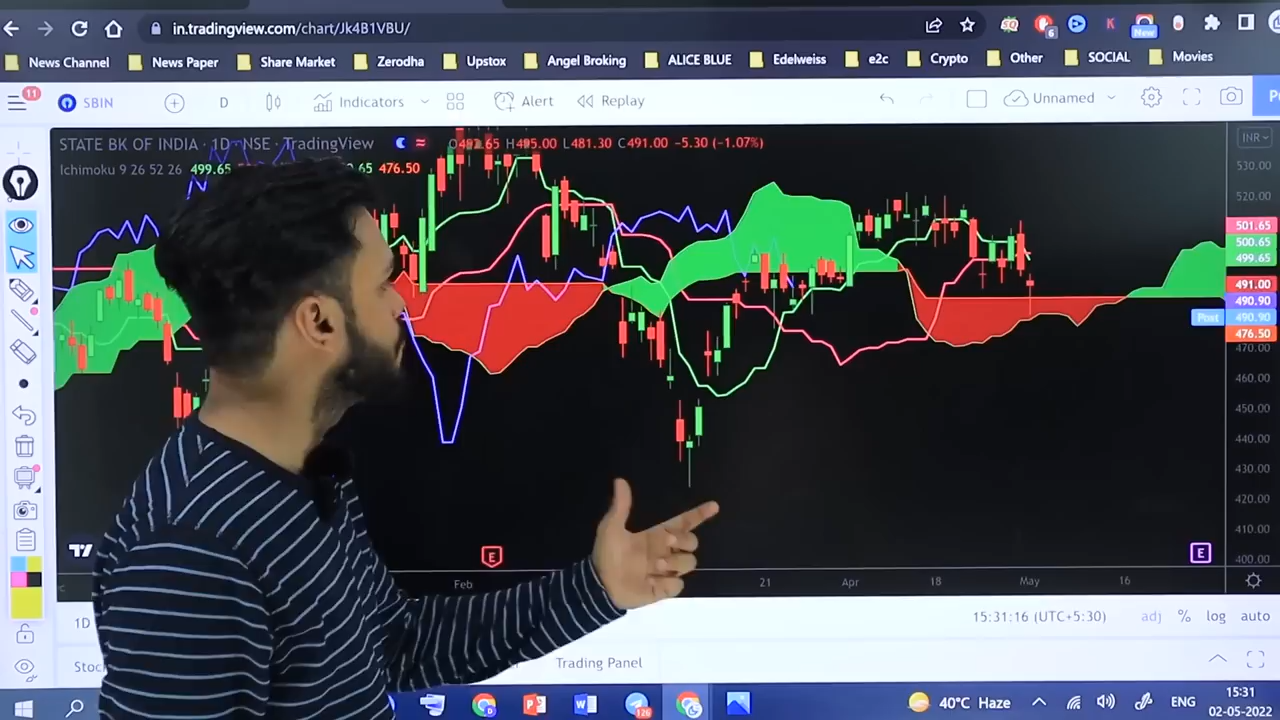 in.tradingview.com/chart/Jk4B1VBU/
6
New
News Channel News Paper Share Market Zerodha Upstox Angel Broking ALICE BLUE Edelweiss e2c Crypto Other SOCIAL Movies
11 SBIN D Indicators Alert Replay Unnamed
STATE BK OF INDIA · 1D · NSE TradingView H495.00 L481.30 C491.00 -5.30 (-1.07%)
INR
Ichimoku 9 26 52 26 499.65 476.50
530.00
520.00
501.65
500.65
499.65
491.00
490.90
Post 490.90
476.50
470.00
460.00
450.00
440.00
430.00
420.00
410.00
400.00
E E
Feb 21 Apr 18 May 16
1D 15:31:16 (UTC+5:30) adj % log auto
Trading Panel
126
40°C Haze ENG
15:31
02-05-2022